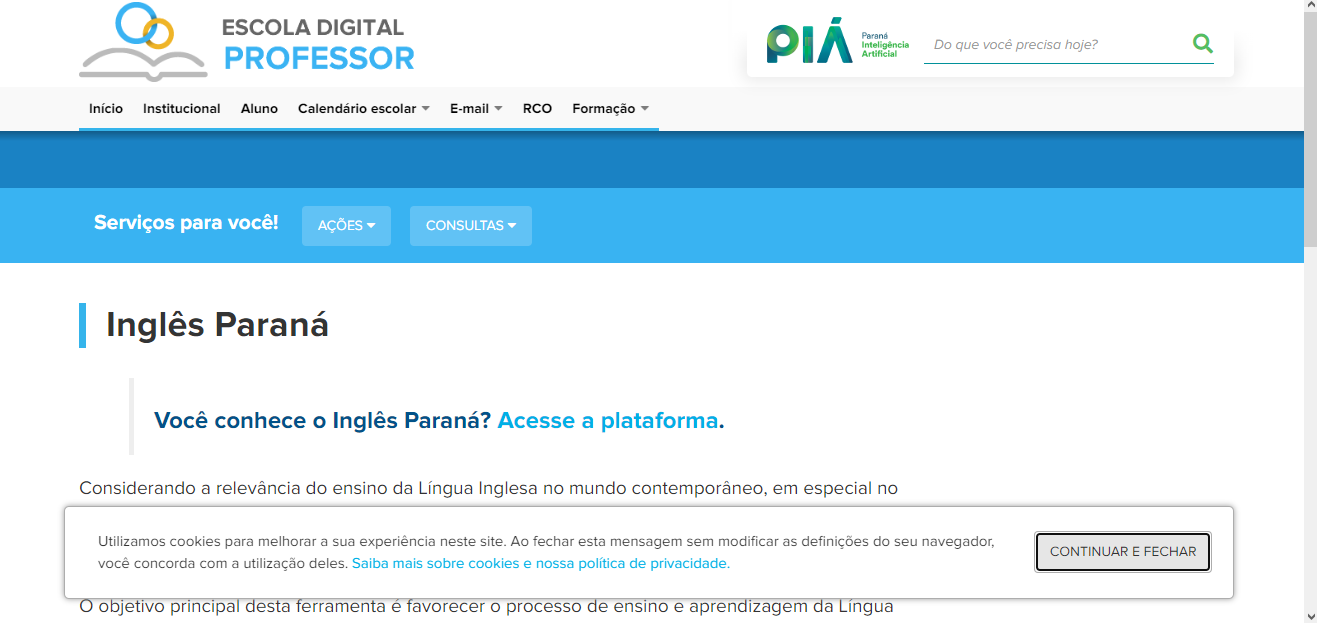 ESCOLA DIGITAL
PROFESSOR
PIÁ
Paraná
Inteligência
Artificial
Do que você precisa hoje?
Início Institucional Aluno Calendário escolar E-mail RCO Formação
Serviços para você!
AÇÕES
CONSULTAS
Inglês Paraná
Você conhece o Inglês Paraná? Acesse a plataforma.
Considerando a relevância do ensino da Língua Inglesa no mundo contemporâneo, em especial no
Utilizamos cookies para melhorar a sua experiência neste site. Ao fechar esta mensagem sem modificar as definições do seu navegador,
você concorda com a utilização deles. Saiba mais sobre cookies e nossa política de privacidade.
CONTINUAR E FECHAR
O objetivo principal desta ferramenta é favorecer o processo de ensino e aprendizagem da Língua